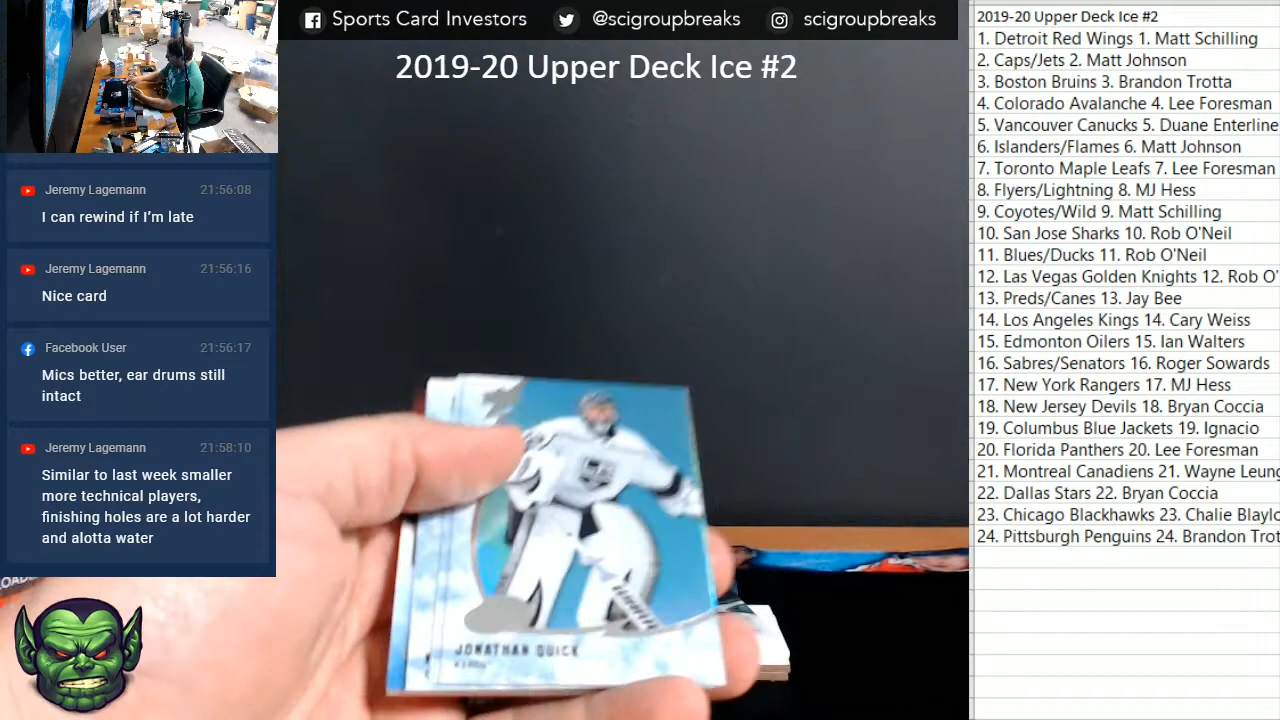 Sports Card Investors @scigroupbreaks scigroupbreaks
2019-20 Upper Deck Ice #2
Jeremy Lagemann 21:56:08
I can rewind if I'm late
Jeremy Lagemann 21:56:16
Nice card
Facebook User 21:56:17
Mics better, ear drums still
intact
Jeremy Lagemann 21:58:10
Similar to last week smaller
more technical players,
finishing holes are a lot harder
and alotta water
JONATHAN QUICK
KINGS
2019-20 Upper Deck Ice #2
1. Detroit Red Wings 1. Matt Schilling
2. Caps/Jets 2. Matt Johnson
3. Boston Bruins 3. Brandon Trotta
4. Colorado Avalanche 4. Lee Foresman
5. Vancouver Canucks 5. Duane Enterline
6. Islanders/Flames 6. Matt Johnson
7. Toronto Maple Leafs 7. Lee Foresman
8. Flyers/Lightning 8. MJ Hess
9. Coyotes/Wild 9. Matt Schilling
10. San Jose Sharks 10. Rob O'Neil
11. Blues/Ducks 11. Rob O'Neil
12. Las Vegas Golden Knights 12. Rob O'
13. Preds/Canes 13. Jay Bee
14. Los Angeles Kings 14. Cary Weiss
15. Edmonton Oilers 15. Ian Walters
16. Sabres/Senators 16. Roger Sowards
17. New York Rangers 17. MJ Hess
18. New Jersey Devils 18. Bryan Coccia
19. Columbus Blue Jackets 19. Ignacio
20. Florida Panthers 20. Lee Foresman
21. Montreal Canadiens 21. Wayne Leung
22. Dallas Stars 22. Bryan Coccia
23. Chicago Blackhawks 23. Chalie Blaylo
24. Pittsburgh Penguins 24. Brandon Trot